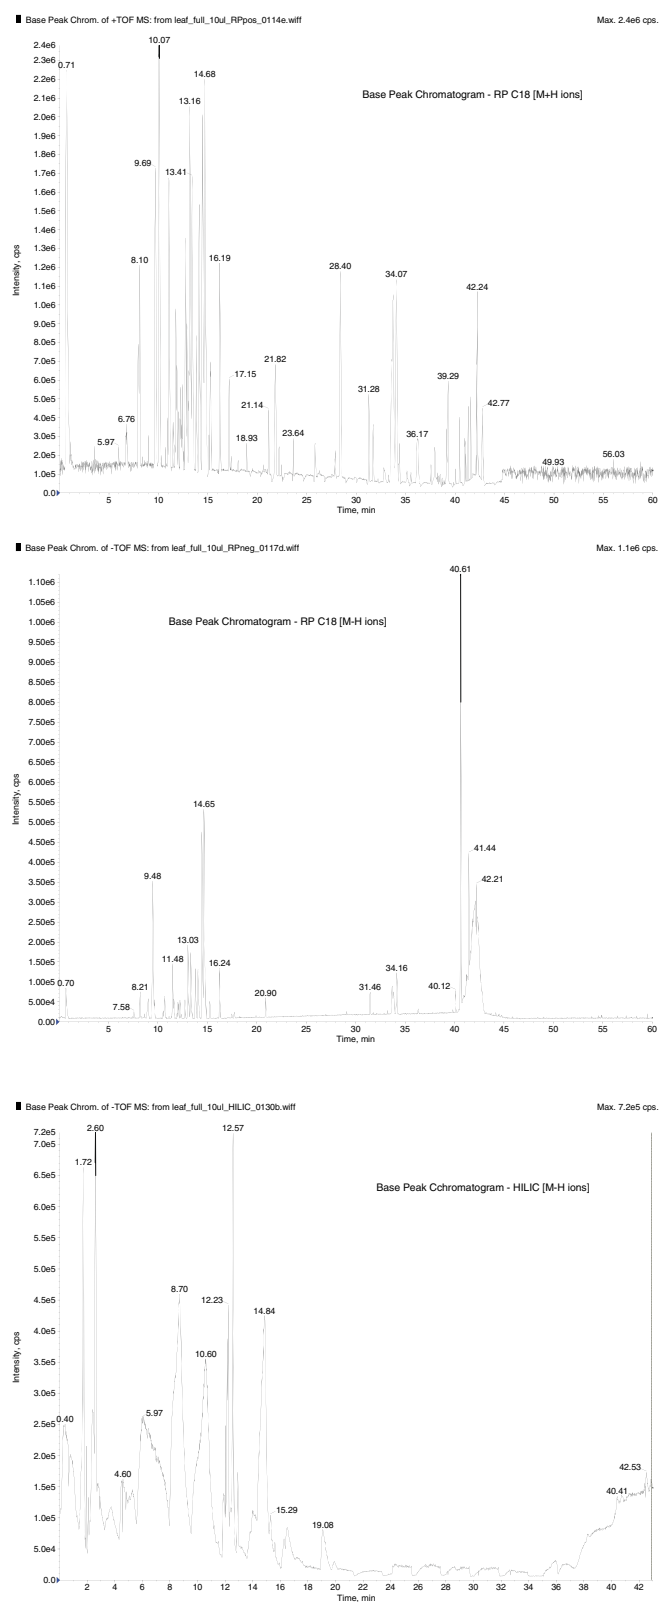 Base Peak Chrom. of +TOF MS: from leaf_full_10ul_RPpos_0114e.wiff Max. 2.4e6 cps.
Base Peak Chromatogram - RP C18 [M+H ions]
Intensity, cps
2.4e6
2.3e6
2.1e6
2.0e6
1.9e6
1.8e6
1.7e6
1.6e6
1.5e6
1.4e6
1.3e6
1.2e6
1.1e6
1.0e6
9.0e5
8.0e5
7.0e5
6.0e5
5.0e5
4.0e5
3.0e5
2.0e5
1.0e5
0.0
0.71
5.97
6.76
8.10
9.69
10.07
13.41
13.16
14.68
16.19
17.15
18.93
21.14
21.82
23.64
28.40
31.28
34.07
36.17
39.29
42.24
42.77
49.93
56.03
5 10 15 20 25 30 35 40 45 50 55 60
Time, min
Base Peak Chrom. of -TOF MS: from leaf_full_10ul_RPneg_0117d.wiff Max. 1.1e6 cps.
Base Peak Chromatogram - RP C18 [M-H ions]
Intensity, cps
1.10e6
1.05e6
1.00e6
9.50e5
9.00e5
8.50e5
8.00e5
7.50e5
7.00e5
6.50e5
6.00e5
5.50e5
5.00e5
4.50e5
4.00e5
3.50e5
3.00e5
2.50e5
2.00e5
1.50e5
1.00e5
5.00e4
0.00
0.70
7.58
8.21
9.48
11.48
13.03
14.65
16.24
20.90
31.46
34.16
40.12
40.61
41.44
42.21
5 10 15 20 25 30 35 40 45 50 55 60
Time, min
Base Peak Chrom. of -TOF MS: from leaf_full_10ul_HILIC_0130b.wiff Max. 7.2e5 cps.
Base Peak Cchromatogram - HILIC [M-H ions]
Intensity, cps
7.2e5
7.0e5
6.5e5
6.0e5
5.5e5
5.0e5
4.5e5
4.0e5
3.5e5
3.0e5
2.5e5
2.0e5
1.5e5
1.0e5
5.0e4
0.0
0.40
1.72
2.60
4.60
5.97
8.70
10.60
12.23
12.57
14.84
15.29
19.08
40.41
42.53
2 4 6 8 10 12 14 16 18 20 22 24 26 28 30 32 34 36 38 40 42
Time, min